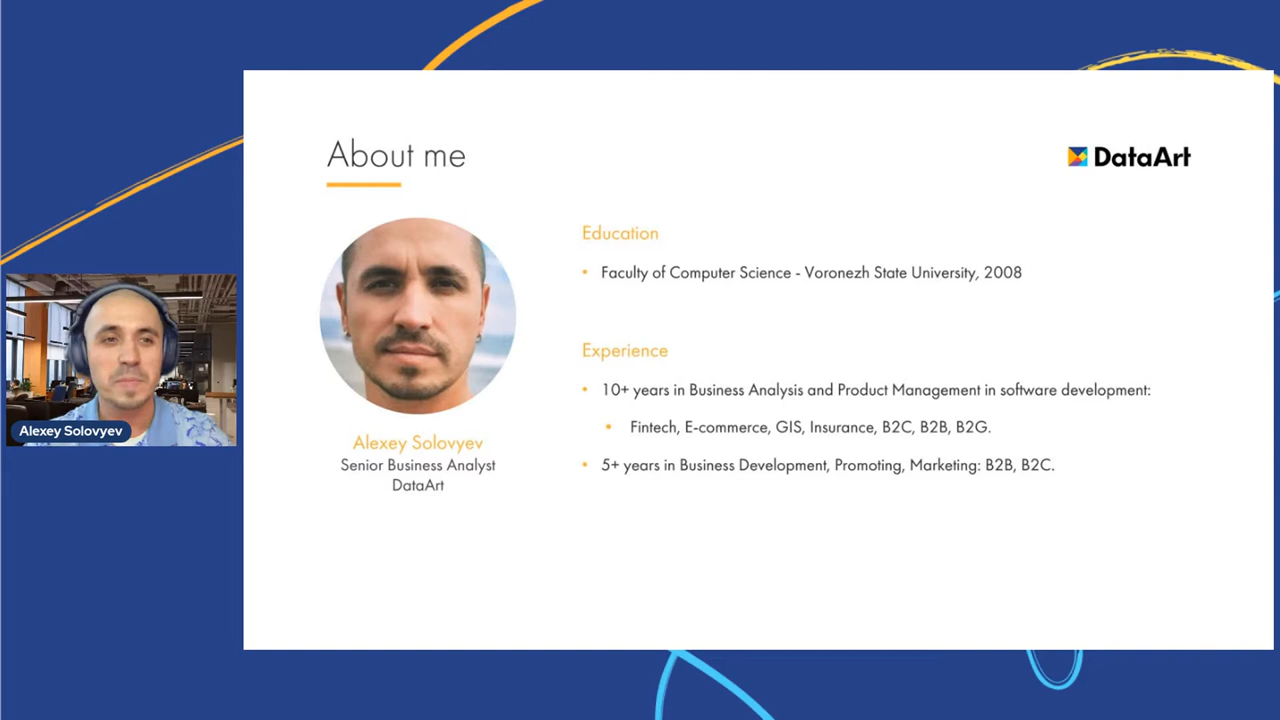 About me
DataArt
Education
• Faculty of Computer Science - Voronezh State University, 2008
Experience
• 10+ years in Business Analysis and Product Management in software development:
• Fintech, E-commerce, GIS, Insurance, B2C, B2B, B2G.
• 5+ years in Business Development, Promoting, Marketing: B2B, B2C.
Alexey Solovyev
Senior Business Analyst
DataArt
Alexey Solovyev